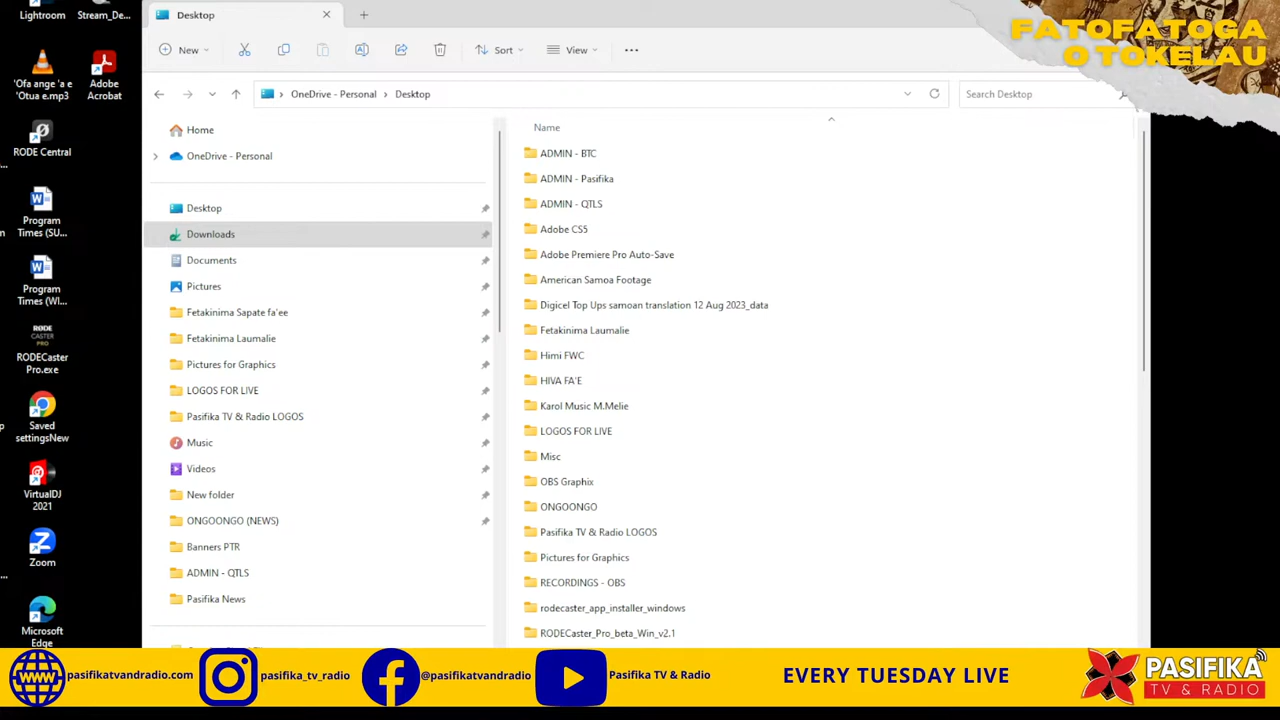 Lightroom
Stream_De...
'Ofa ange 'a e
'Otua e.mp3
Adobe
Acrobat
RODE Central
Program
Times (SU...
Program
Times (WI...
RØDE
CASTER
PRO
RODECaster
Pro.exe
Saved
settingsNew
VirtualDJ
2021
Zoom
Microsoft
Edge
Desktop
New
Sort
View
OneDrive - Personal
Desktop
Search Desktop
Home
OneDrive - Personal
Desktop
Downloads
Documents
Pictures
Fetakinima Sapate fa'ee
Fetakinima Laumalie
Pictures for Graphics
LOGOS FOR LIVE
Pasifika TV & Radio LOGOS
Music
Videos
New folder
ONGOONGO (NEWS)
Banners PTR
ADMIN - QTLS
Pasifika News
Name
ADMIN - BTC
ADMIN - Pasifika
ADMIN - QTLS
Adobe CS5
Adobe Premiere Pro Auto-Save
American Samoa Footage
Digicel Top Ups samoan translation 12 Aug 2023_data
Fetakinima Laumalie
Himi FWC
HIVA FA'E
Karol Music M.Melie
LOGOS FOR LIVE
Misc
OBS Graphix
ONGOONGO
Pasifika TV & Radio LOGOS
Pictures for Graphics
RECORDINGS - OBS
rodecaster_app_installer_windows
RODECaster_Pro_beta_Win_v2.1
FATOFATOGA
O TOKELAU
WWW
pasifikatvandradio.com
pasifika_tv_radio
@pasifikatvandradio
Pasifika TV & Radio
EVERY TUESDAY LIVE
PASIFIKA
TV & RADIO